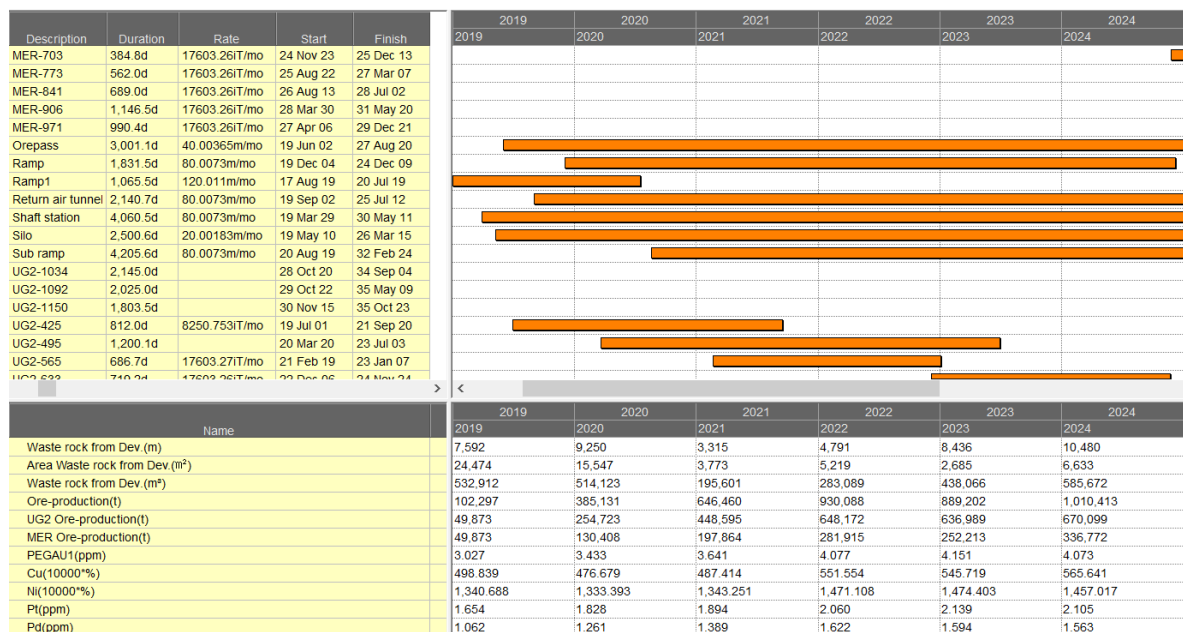 2019 2020 2021 2022 2023 2024
Description Duration Rate Start Finish 2019 2020 2021 2022 2023 2024
MER-703 384.8d 17603.26iT/mo 24 Nov 23 25 Dec 13
MER-773 562.0d 17603.26iT/mo 25 Aug 22 27 Mar 07
MER-841 689.0d 17603.26iT/mo 26 Aug 13 28 Jul 02
MER-906 1,146.5d 17603.26iT/mo 28 Mar 30 31 May 20
MER-971 990.4d 17603.26iT/mo 27 Apr 06 29 Dec 21
Orepass 3,001.1d 40.00365m/mo 19 Jun 02 27 Aug 20
Ramp 1,831.5d 80.0073m/mo 19 Dec 04 24 Dec 09
Ramp1 1,065.5d 120.011m/mo 17 Aug 19 20 Jul 19
Return air tunnel 2,140.7d 80.0073m/mo 19 Sep 02 25 Jul 12
Shaft station 4,060.5d 80.0073m/mo 19 Mar 29 30 May 11
Silo 2,500.6d 20.00183m/mo 19 May 10 26 Mar 15
Sub ramp 4,205.6d 80.0073m/mo 20 Aug 19 32 Feb 24
UG2-1034 2,145.0d 28 Oct 20 34 Sep 04
UG2-1092 2,025.0d 29 Oct 22 35 May 09
UG2-1150 1,803.5d 30 Nov 15 35 Oct 23
UG2-425 812.0d 8250.753iT/mo 19 Jul 01 21 Sep 20
UG2-495 1,200.1d 20 Mar 20 23 Jul 03
UG2-565 686.7d 17603.27iT/mo 21 Feb 19 23 Jan 07
UG2-633 719.2d 17603.26iT/mo 22 Dec 06 24 Nov 24
2019 2020 2021 2022 2023 2024
Name 2019 2020 2021 2022 2023 2024
Waste rock from Dev.(m) 7,592 9,250 3,315 4,791 8,436 10,480
Area Waste rock from Dev.(m²) 24,474 15,547 3,773 5,219 2,685 6,633
Waste rock from Dev.(m³) 532,912 514,123 195,601 283,089 438,066 585,672
Ore-production(t) 102,297 385,131 646,460 930,088 889,202 1,010,413
UG2 Ore-production(t) 49,873 254,723 448,595 648,172 636,989 670,099
MER Ore-production(t) 49,873 130,408 197,864 281,915 252,213 336,772
PEGAU1(ppm) 3.027 3.433 3.641 4.077 4.151 4.073
Cu(10000*%) 498.839 476.679 487.414 551.554 545.719 565.641
Ni(10000*%) 1,340.688 1,333.393 1,343.251 1,471.108 1,474.403 1,457.017
Pt(ppm) 1.654 1.828 1.894 2.060 2.139 2.105
Pd(ppm) 1.062 1.261 1.389 1.622 1.594 1.563